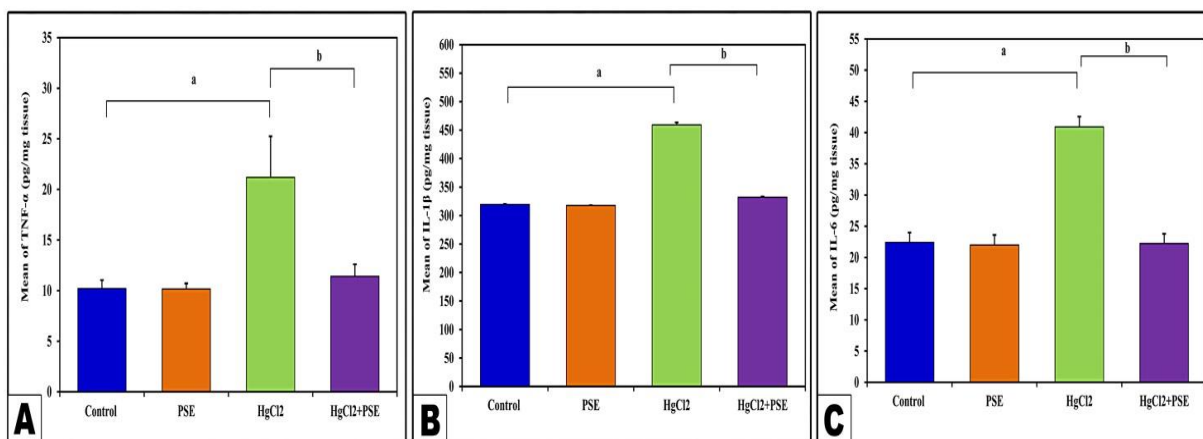 Mean of TNF-α (pg/mg tissue)
35
30
25
20
15
10
5
0
a
b
Control PSE HgCl2 HgCl2+PSE
A
Mean of IL-1β (pg/mg tissue)
600
550
500
450
400
350
300
250
200
150
100
50
0
a
b
Control PSE HgCl2 HgCl2+PSE
B
Mean of IL-6 (pg/mg tissue)
55
50
45
40
35
30
25
20
15
10
5
0
a
b
Control PSE HgCl2 HgCl2+PSE
C